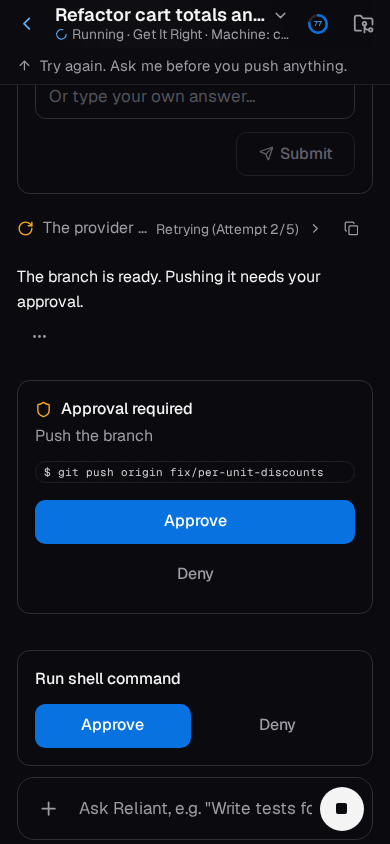 Refactor cart totals an...
77
Running · Get It Right · Machine: c...
Try again. Ask me before you push anything.
Or type your own answer...
Submit
The provider ... Retrying (Attempt 2/5)
The branch is ready. Pushing it needs your
approval.
Approval required
Push the branch
$ git push origin fix/per-unit-discounts
Approve
Deny
Run shell command
Approve Deny
Ask Reliant, e.g. "Write tests fo